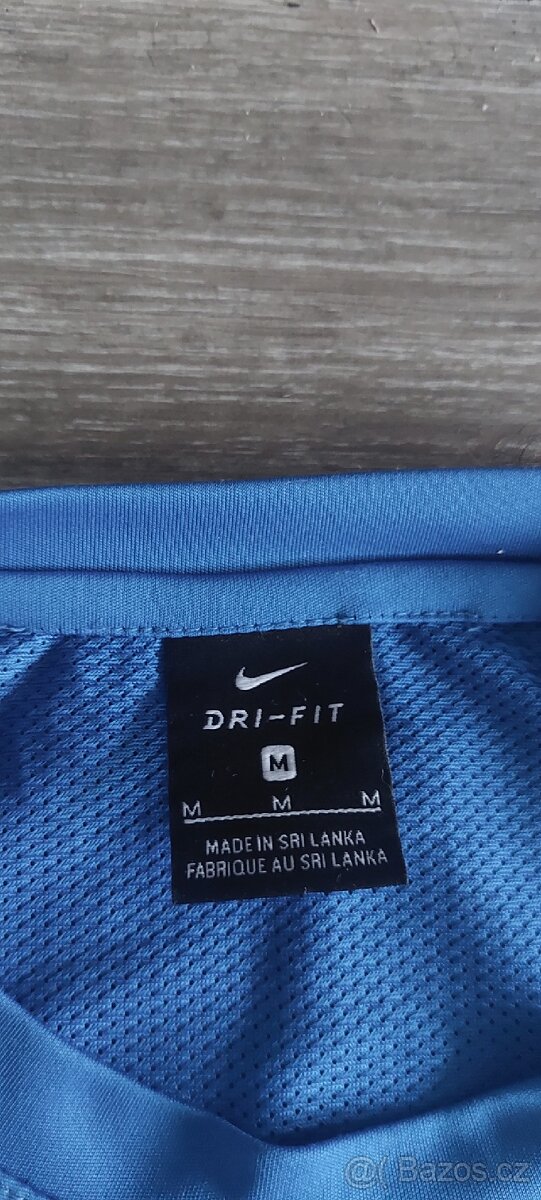 DRI-FIT
M
M M M
MADE IN SRI LANKA
FABRIQUE AU SRI LANKA
@( Bazos.cz